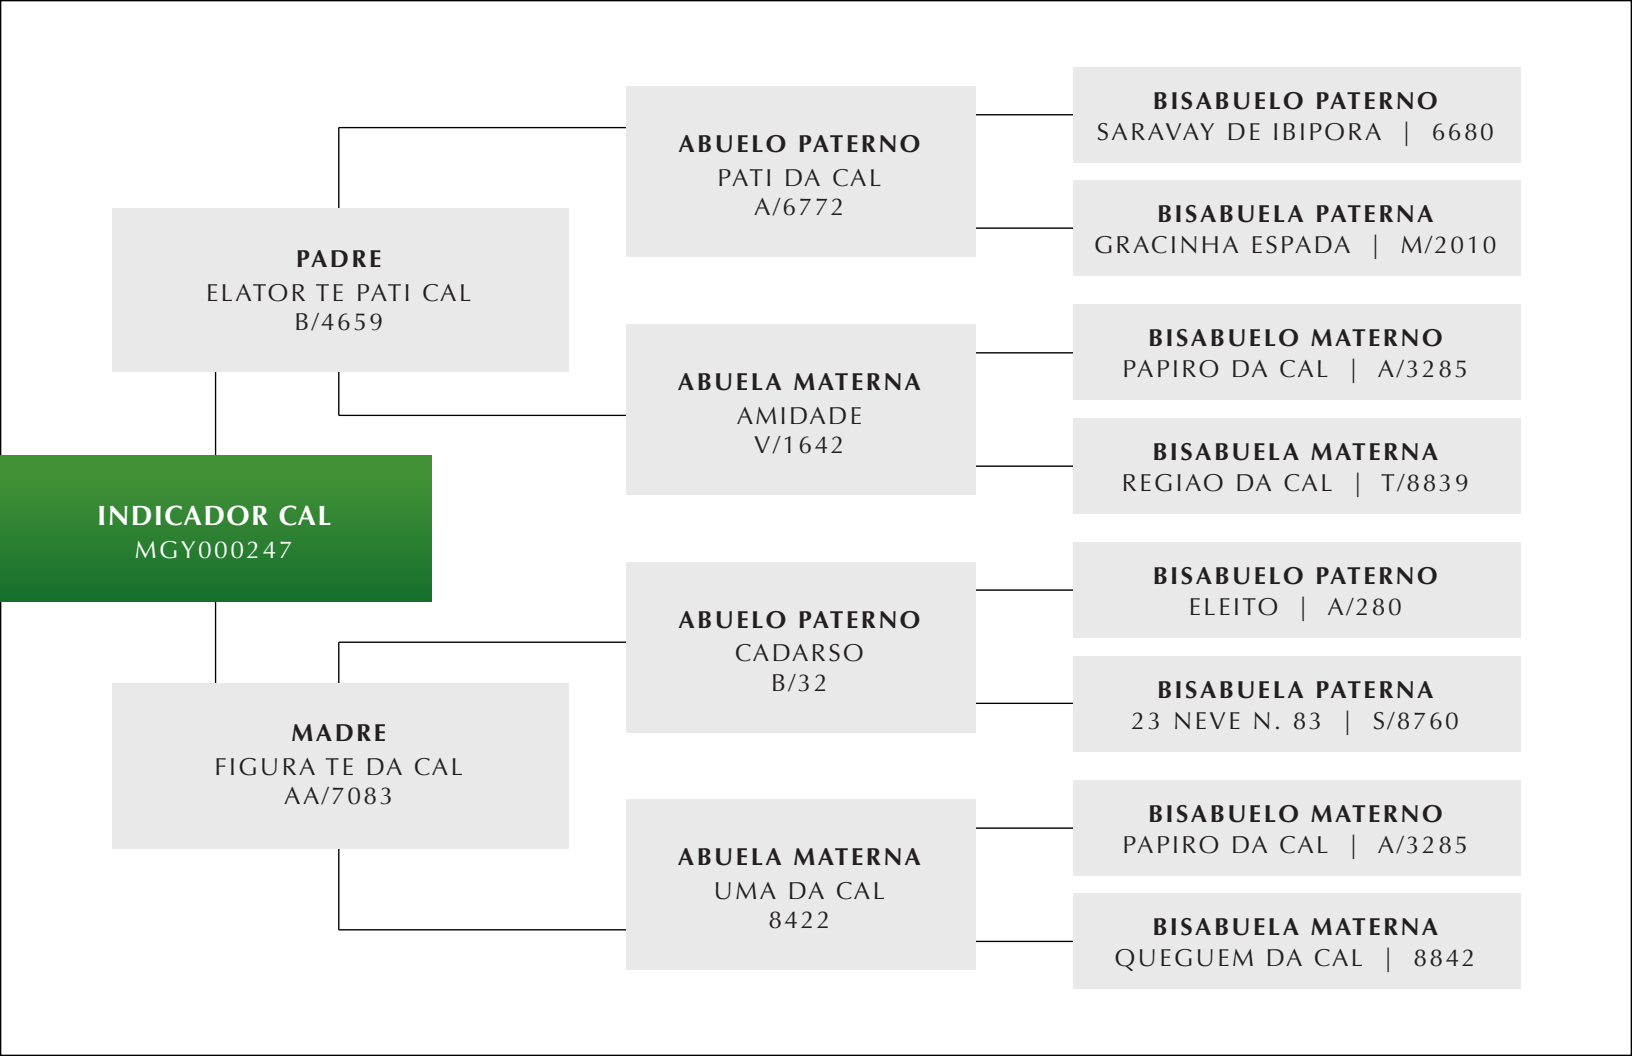 INDICADOR CAL
MGY000247
PADRE
ELATOR TE PATI CAL
B/4659
MADRE
FIGURA TE DA CAL
AA/7083
ABUELO PATERNO
PATI DA CAL
A/6772
ABUELA MATERNA
AMIDADE
V/1642
ABUELO PATERNO
CADARSO
B/32
ABUELA MATERNA
UMA DA CAL
8422
BISABUELO PATERNO
SARAVAY DE IBIPORA | 6680
BISABUELA PATERNA
GRACINHA ESPADA | M/2010
BISABUELO MATERNO
PAPIRO DA CAL | A/3285
BISABUELA MATERNA
REGIAO DA CAL | T/8839
BISABUELO PATERNO
ELEITO | A/280
BISABUELA PATERNA
23 NEVE N. 83 | S/8760
BISABUELO MATERNO
PAPIRO DA CAL | A/3285
BISABUELA MATERNA
QUEGUEM DA CAL | 8842